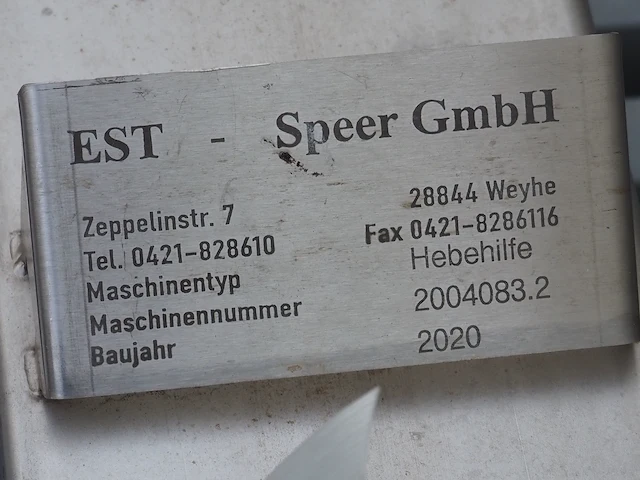 EST - Speer GmbH
Zeppelinstr. 7 28844 Weyhe
Tel. 0421-828610 Fax 0421-8286116
Maschinentyp Hebehilfe
Maschinennummer 2004083.2
Baujahr 2020